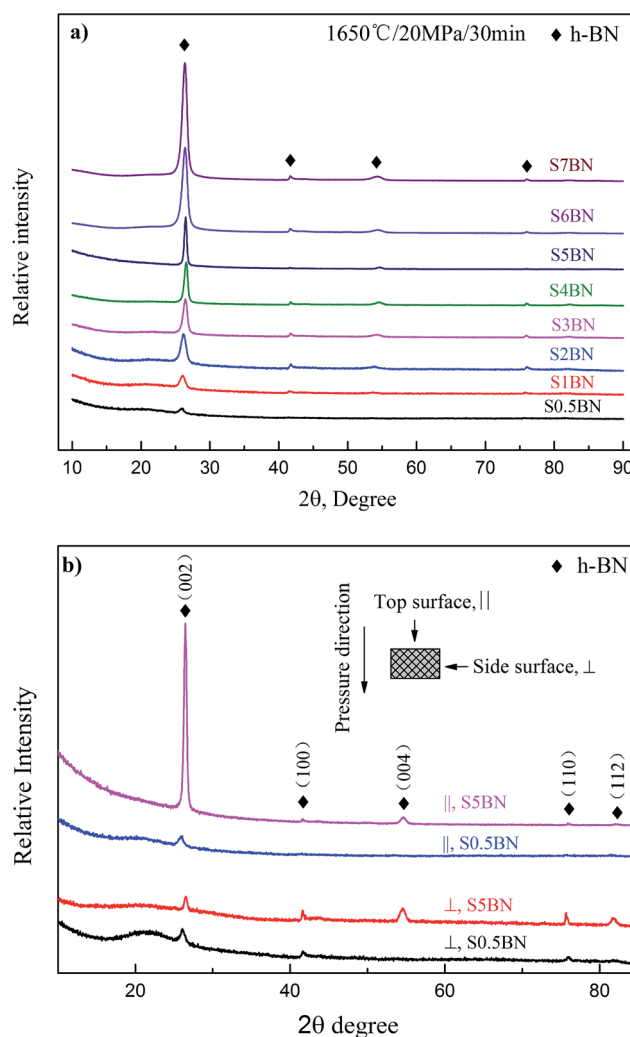 a)
1650℃/20MPa/30min ◆ h-BN
S7BN
S6BN
S5BN
S4BN
S3BN
S2BN
S1BN
S0.5BN
Relative intensity
10 20 30 40 50 60 70 80 90
2θ, Degree
b)
◆ h-BN
(002)
Top surface, ||
Pressure direction
Side surface, ⊥
(100)
(004)
(110)
(112)
||, S5BN
||, S0.5BN
⊥, S5BN
⊥, S0.5BN
Relative Intensity
20 40 60 80
2θ degree